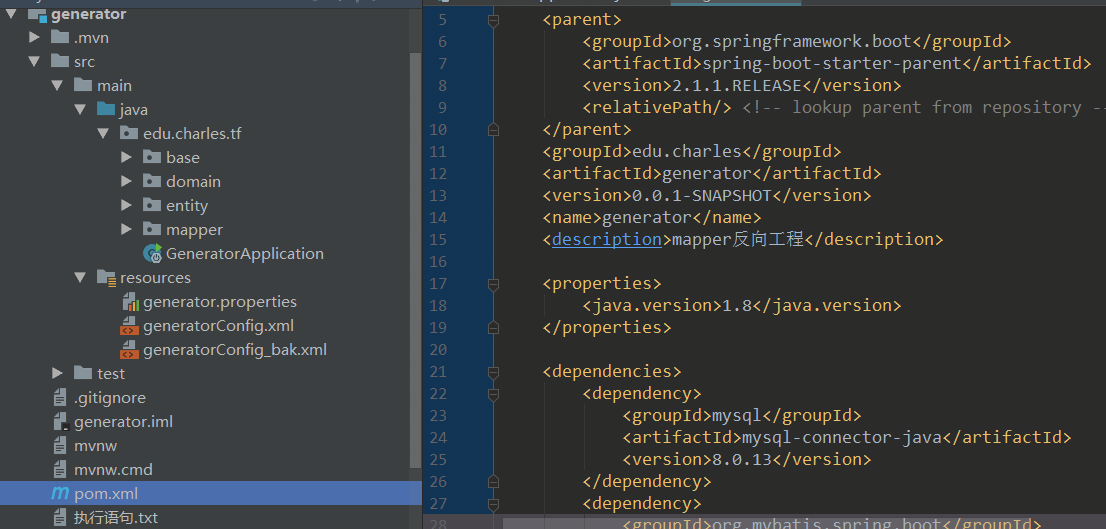 generator
.mvn
src
main
java
edu.charles.tf
base
domain
entity
mapper
GeneratorApplication
resources
generator.properties
generatorConfig.xml
generatorConfig_bak.xml
test
.gitignore
generator.iml
mvnw
mvnw.cmd
pom.xml
执行语句.txt
5 <parent>
6 <groupId>org.springframework.boot</groupId>
7 <artifactId>spring-boot-starter-parent</artifactId>
8 <version>2.1.1.RELEASE</version>
9 <relativePath/> <!-- lookup parent from repository --
10 </parent>
11 <groupId>edu.charles</groupId>
12 <artifactId>generator</artifactId>
13 <version>0.0.1-SNAPSHOT</version>
14 <name>generator</name>
15 <description>mapper反向工程</description>
16
17 <properties>
18 <java.version>1.8</java.version>
19 </properties>
20
21 <dependencies>
22 <dependency>
23 <groupId>mysql</groupId>
24 <artifactId>mysql-connector-java</artifactId>
25 <version>8.0.13</version>
26 </dependency>
27 <dependency>
28 <groupId>org.mybatis.spring.boot</groupId>